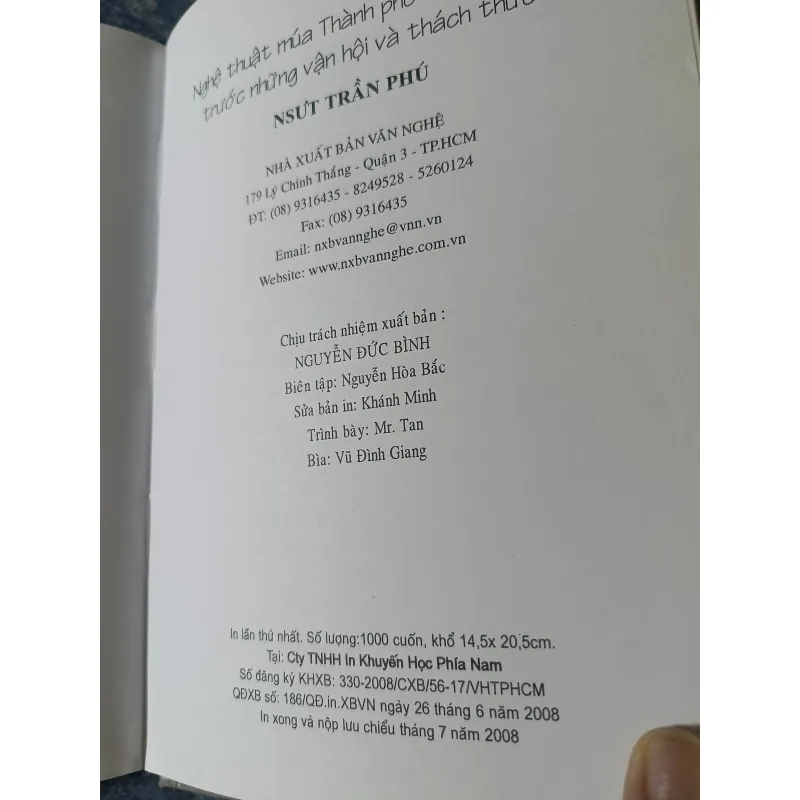 Nghệ thuật múa Thành phố
trước những vận hội và thách thức
NSƯT TRẦN PHÚ
NHÀ XUẤT BẢN VĂN NGHỆ
179 Lý Chính Thắng - Quận 3 - TP.HCM
ĐT: (08) 9316435 - 8249528 - 5260124
Fax: (08) 9316435
Email: nxbvannghe@vnn.vn
Website: www.nxbvannghe.com.vn
Chịu trách nhiệm xuất bản :
NGUYỄN ĐỨC BÌNH
Biên tập: Nguyễn Hòa Bắc
Sửa bản in: Khánh Minh
Trình bày: Mr. Tan
Bìa: Vũ Đình Giang
In lần thứ nhất. Số lượng:1000 cuốn, khổ 14,5x 20,5cm.
Tại: Cty TNHH In Khuyến Học Phía Nam
Số đăng ký KHXB: 330-2008/CXB/56-17/VHTPHCM
QĐXB số: 186/QĐ.in.XBVN ngày 26 tháng 6 năm 2008
In xong và nộp lưu chiểu tháng 7 năm 2008